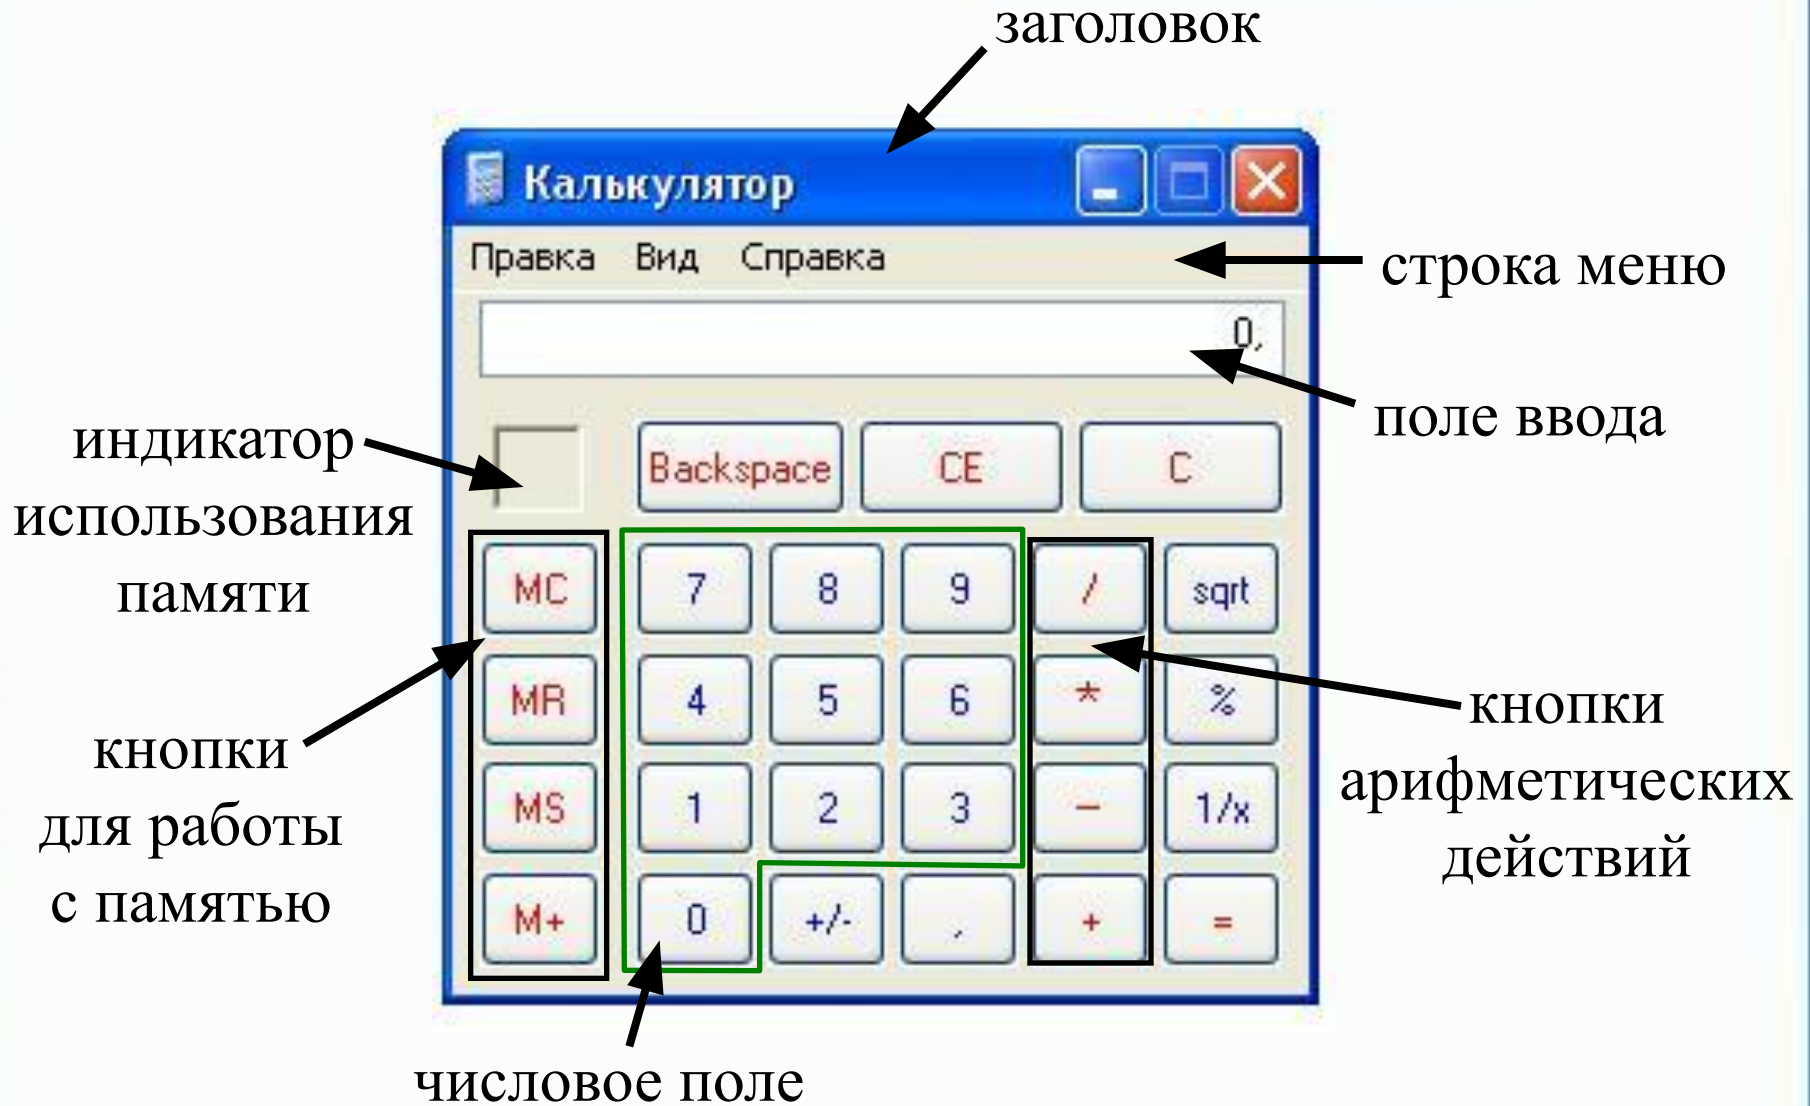 заголовок
Калькулятор
Правка Вид Справка
строка меню
0,
поле ввода
индикатор
использования
памяти
Backspace CE C
MC 7 8 9 / sqrt
MR 4 5 6 * %
MS 1 2 3 - 1/x
M+ 0 +/- , + =
кнопки
для работы
с памятью
кнопки
арифметических
действий
числовое поле